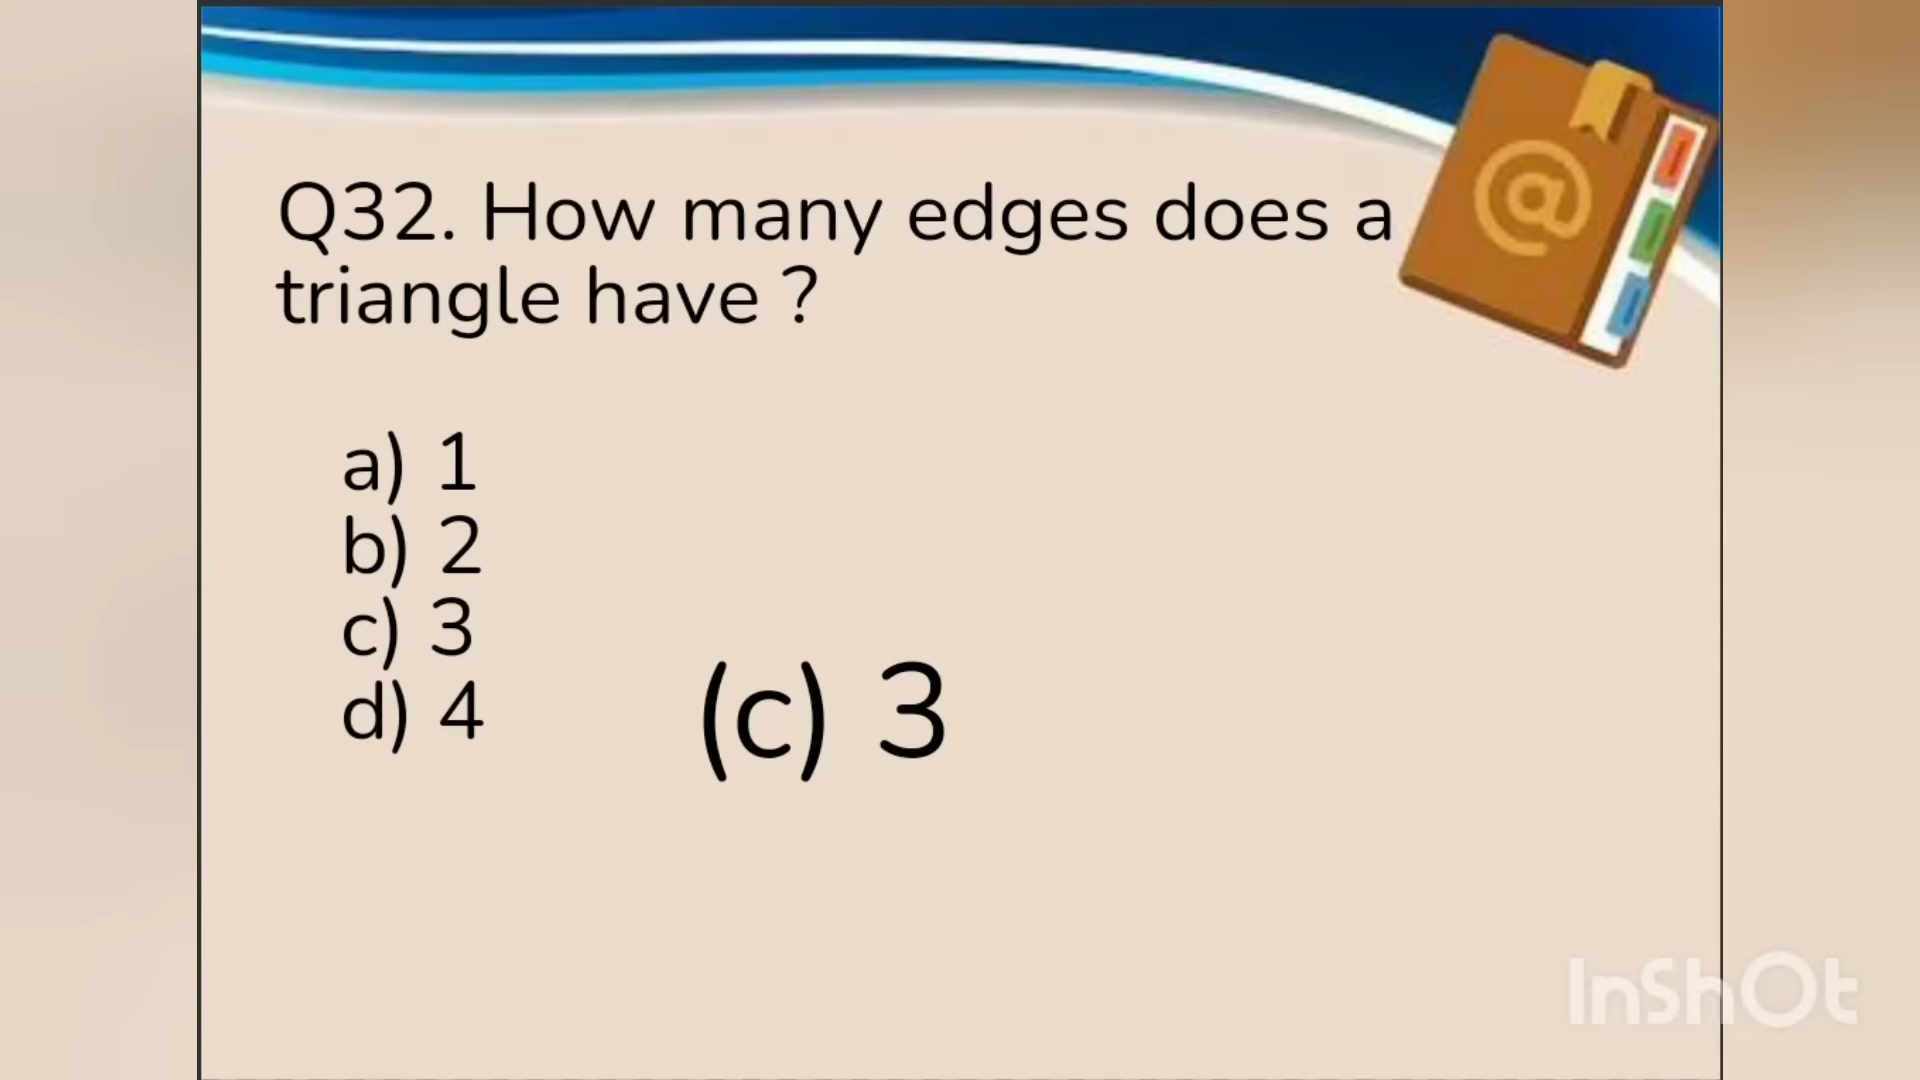 Q32. How many edges does a
triangle have ?
a) 1
b) 2
c) 3
d) 4
(c) 3
@
InShOt